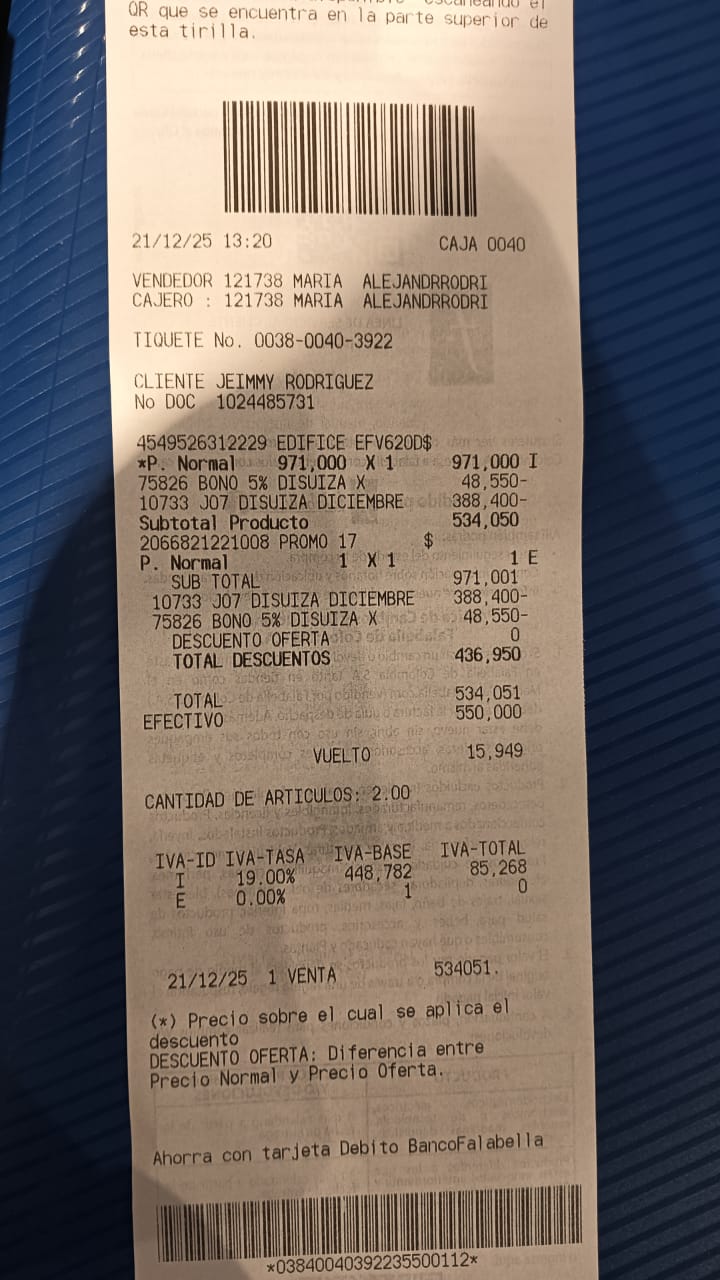 QR que se encuentra en la parte superior de
esta tirilla.
21/12/25 13:20 CAJA 0040
VENDEDOR 121738 MARIA ALEJANDRRODRI
CAJERO : 121738 MARIA ALEJANDRRODRI
TIQUETE No. 0038-0040-3922
CLIENTE JEIMMY RODRIGUEZ
No DOC 1024485731
4549526312229 EDIFICE EFV620D$
*P. Normal 971,000 X 1 971,000 I
75826 BONO 5% DISUIZA X 48,550-
10733 J07 DISUIZA DICIEMBRE 388,400-
Subtotal Producto 534,050
2066821221008 PROMO 17 $
P. Normal 1 X 1 1 E
SUB TOTAL 971,001
10733 J07 DISUIZA DICIEMBRE 388,400-
75826 BONO 5% DISUIZA X 48,550-
DESCUENTO OFERTA 0
TOTAL DESCUENTOS 436,950
TOTAL 534,051
EFECTIVO 550,000
VUELTO 15,949
CANTIDAD DE ARTICULOS: 2.00
IVA-ID IVA-TASA IVA-BASE IVA-TOTAL
I 19.00% 448,782 85,268
E 0.00% 1 0
21/12/25 1 VENTA 534051.
(*) Precio sobre el cual se aplica el
descuento
DESCUENTO OFERTA: Diferencia entre
Precio Normal y Precio Oferta.
Ahorra con tarjeta Debito BancoFalabella
*03840040392235500112*